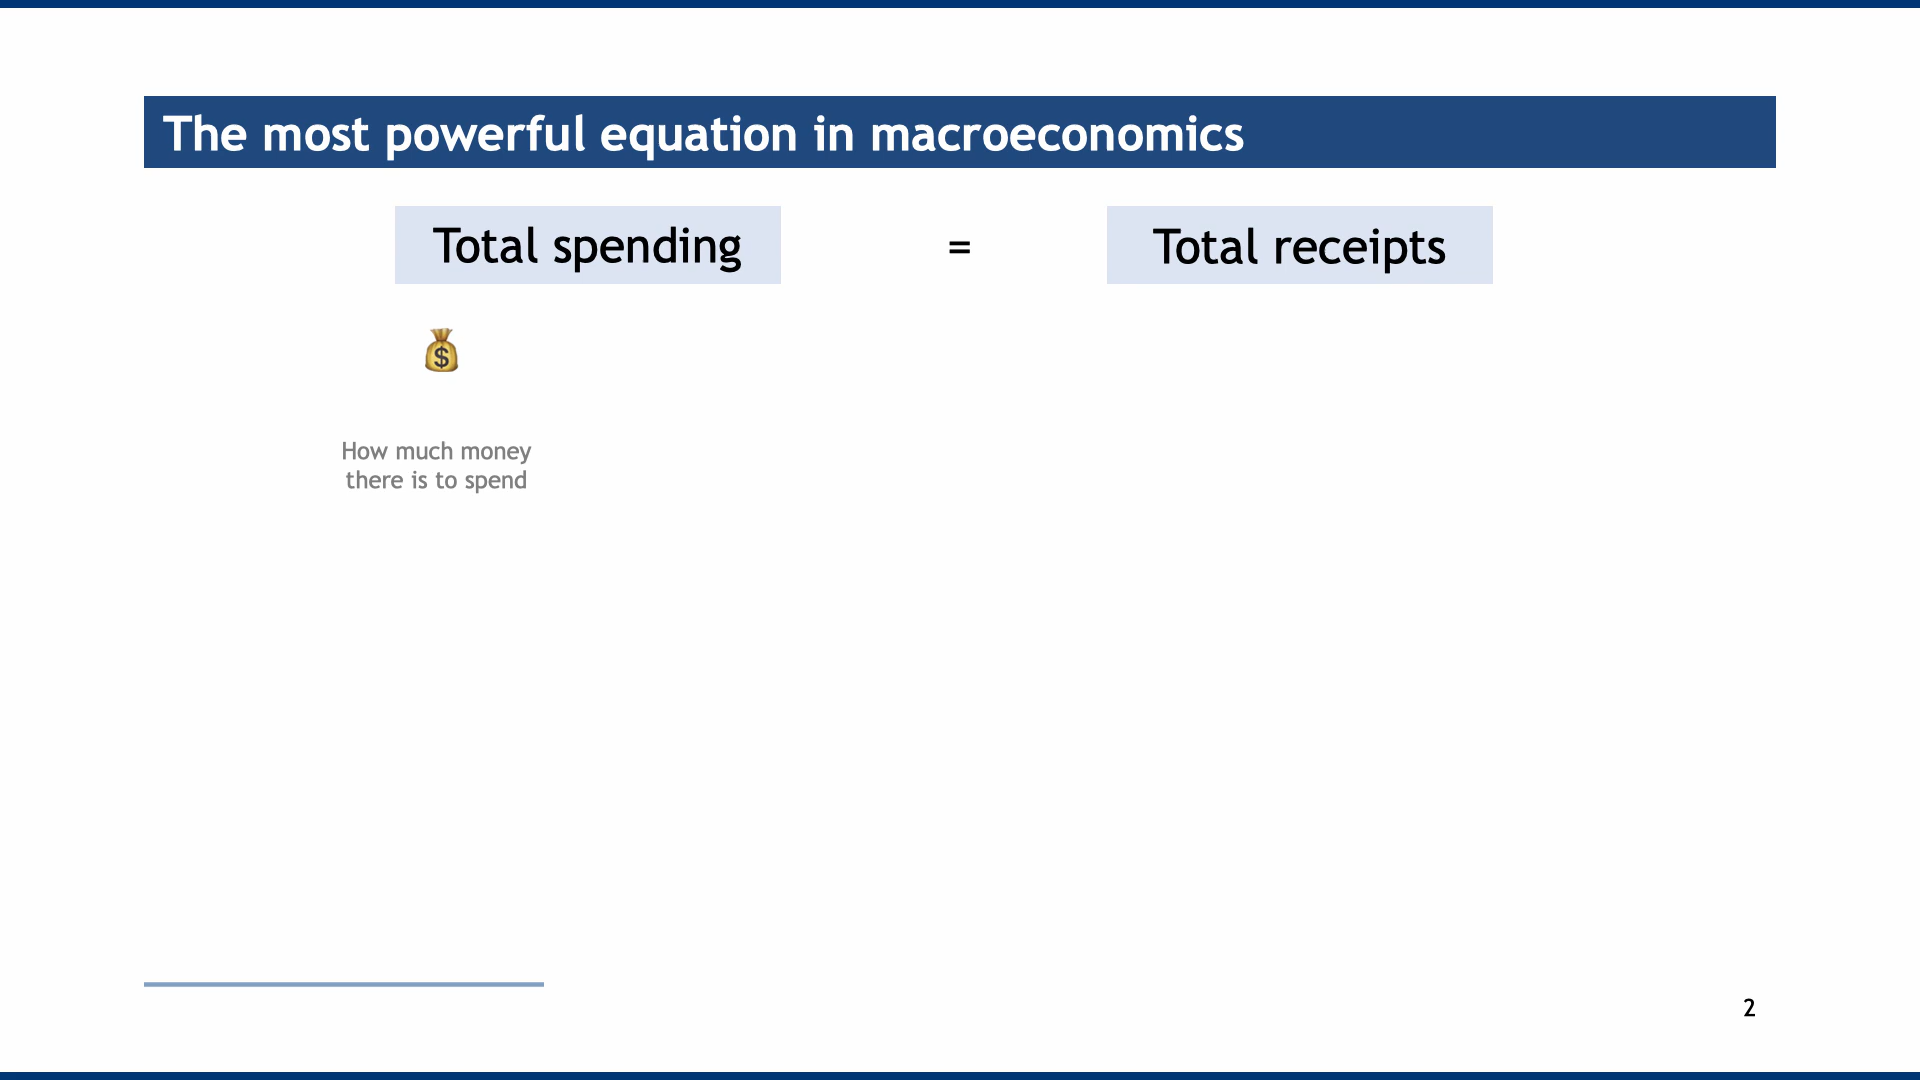 The most powerful equation in macroeconomics
Total spending = Total receipts
$
How much money
there is to spend
2